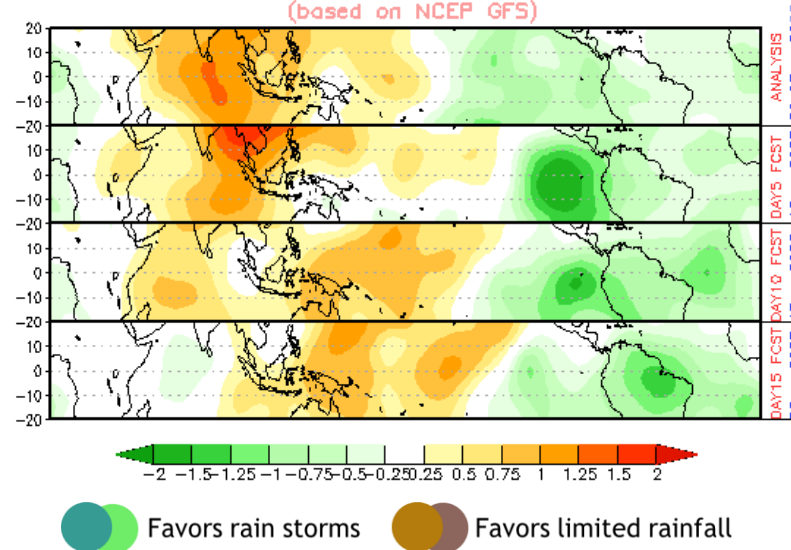 (based on NCEP GFS)
20
10
0
-10
-20
ANALYSIS
10
0
-10
-20
DAY5 FCST
10
0
-10
-20
DAY10 FCST
10
0
-10
-20
DAY15 FCST
-2 -1.5 -1.25 -1 -0.75 -0.5 -0.25 0.25 0.5 0.75 1 1.25 1.5 2
Favors rain storms Favors limited rainfall